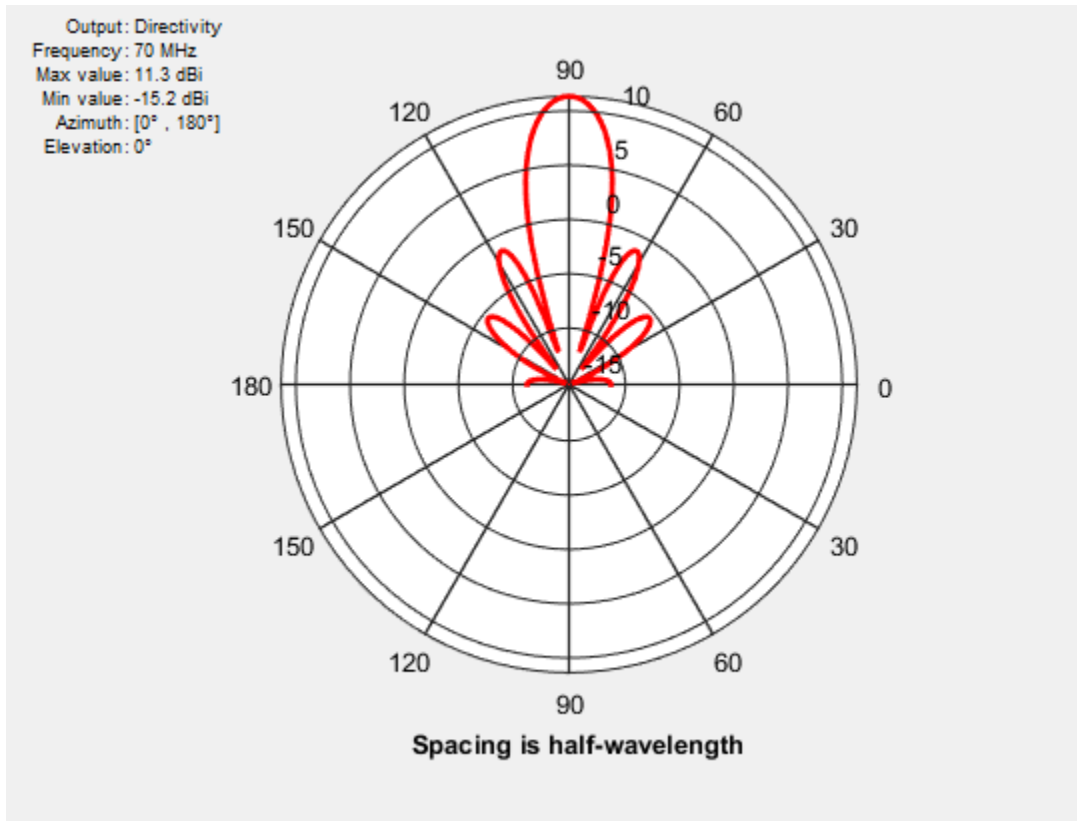 Output: Directivity
Frequency: 70 MHz
Max value: 11.3 dBi
Min value: -15.2 dBi
Azimuth: [0° , 180°]
Elevation: 0°
90
10
120
60
5
150
0
30
-5
-10
-15
180
0
150
30
120
60
90
Spacing is half-wavelength